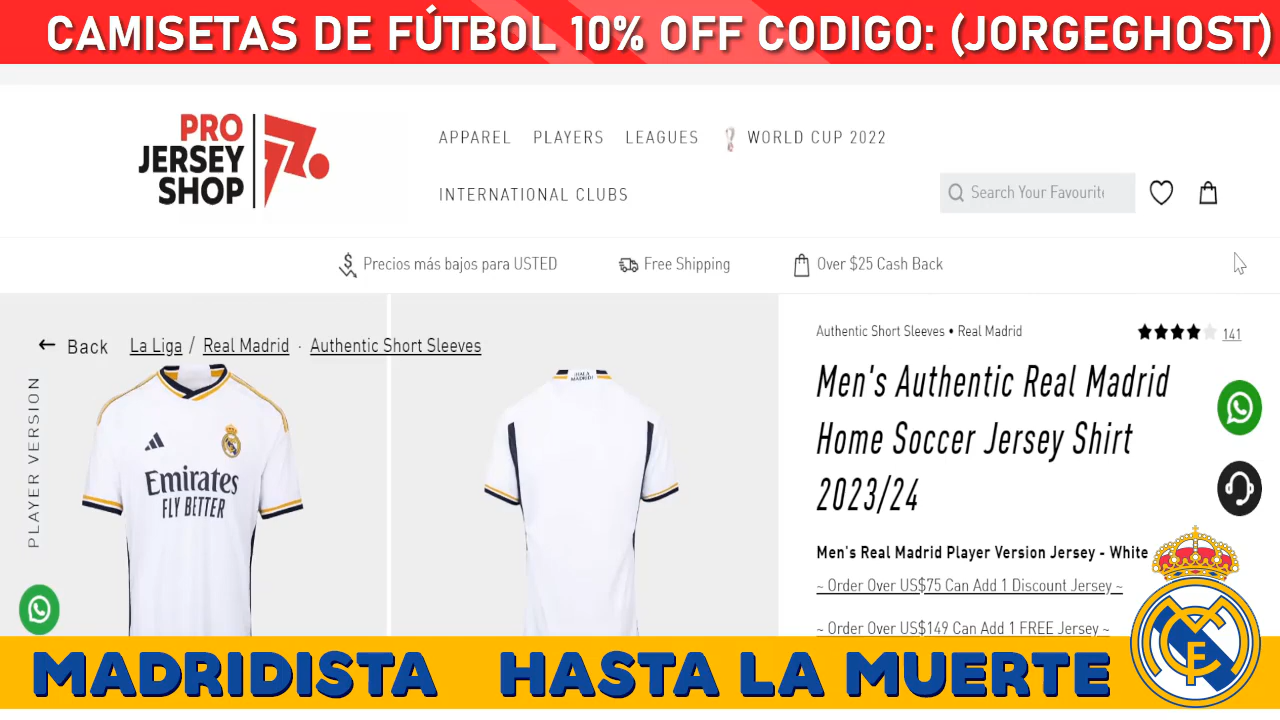 CAMISETAS DE FÚTBOL 10% OFF CODIGO: (JORGEGHOST)
PRO
JERSEY
SHOP
APPAREL PLAYERS LEAGUES WORLD CUP 2022
INTERNATIONAL CLUBS
Search Your Favourite
Precios más bajos para USTED
Free Shipping
Over $25 Cash Back
Back
La Liga / Real Madrid · Authentic Short Sleeves
PLAYER VERSION
Emirates
FLY BETTER
HALA
MADRID!
Authentic Short Sleeves • Real Madrid
141
Men's Authentic Real Madrid
Home Soccer Jersey Shirt
2023/24
Men's Real Madrid Player Version Jersey - White
~ Order Over US$75 Can Add 1 Discount Jersey ~
~ Order Over US$149 Can Add 1 FREE Jersey ~
MADRIDISTA HASTA LA MUERTE